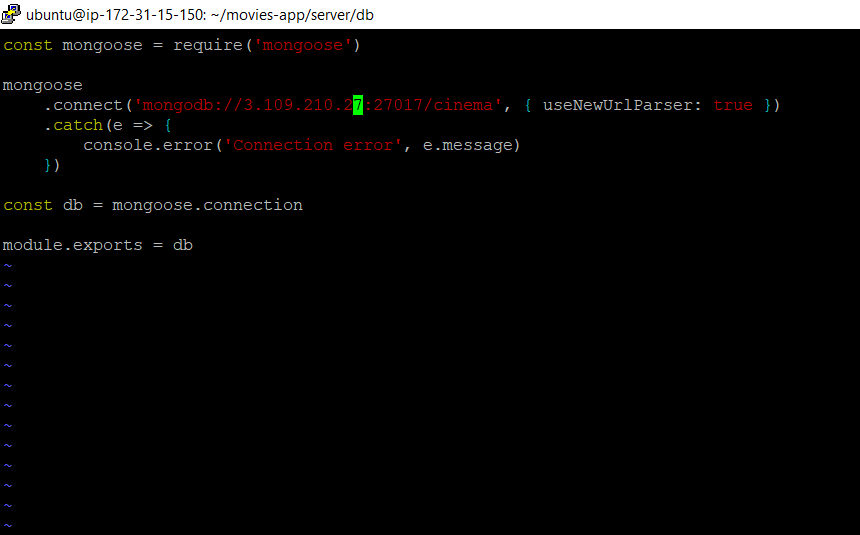 ubuntu@ip-172-31-15-150: ~/movies-app/server/db
const mongoose = require('mongoose')
mongoose
    .connect('mongodb://3.109.210.27:27017/cinema', { useNewUrlParser: true })
    .catch(e => {
        console.error('Connection error', e.message)
    })
const db = mongoose.connection
module.exports = db
~
~
~
~
~
~
~
~
~
~
~
~
~
~